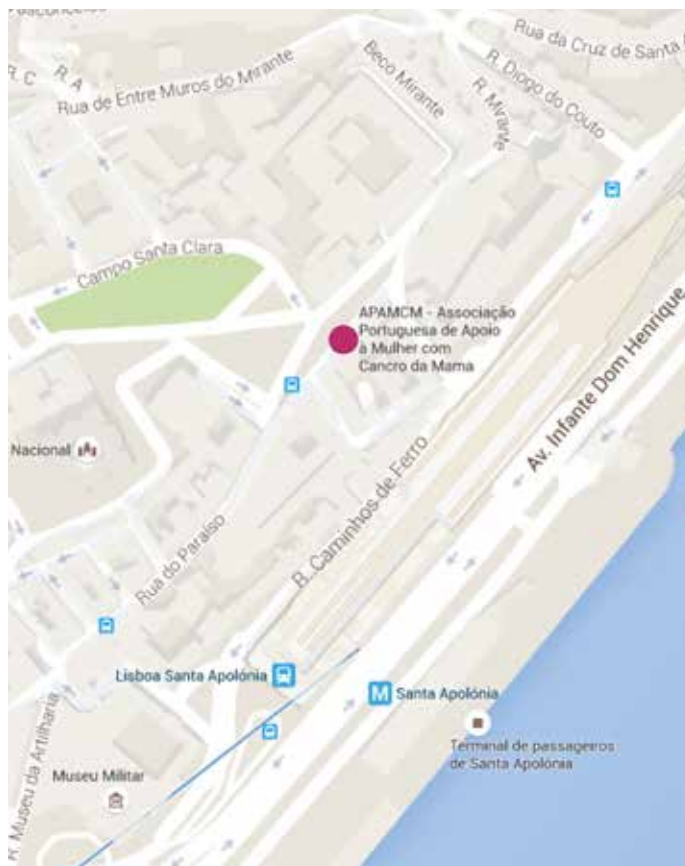 Rua da Cruz de Santa A
Beco Mirante
R. Diogo do Couto
R. C
R. A
Rua de Entre Muros do Mirante
R. Mirante
Campo Santa Clara
APAMCM - Associação
Portuguesa de Apoio
à Mulher com
Cancro da Mama
Av. Infante Dom Henrique
Nacional
R. Caminhos de Ferro
Rua do Paraíso
Lisboa Santa Apolónia
M Santa Apolónia
Terminal de passageiros
de Santa Apolónia
R. Museu da Artilharia
Museu Militar